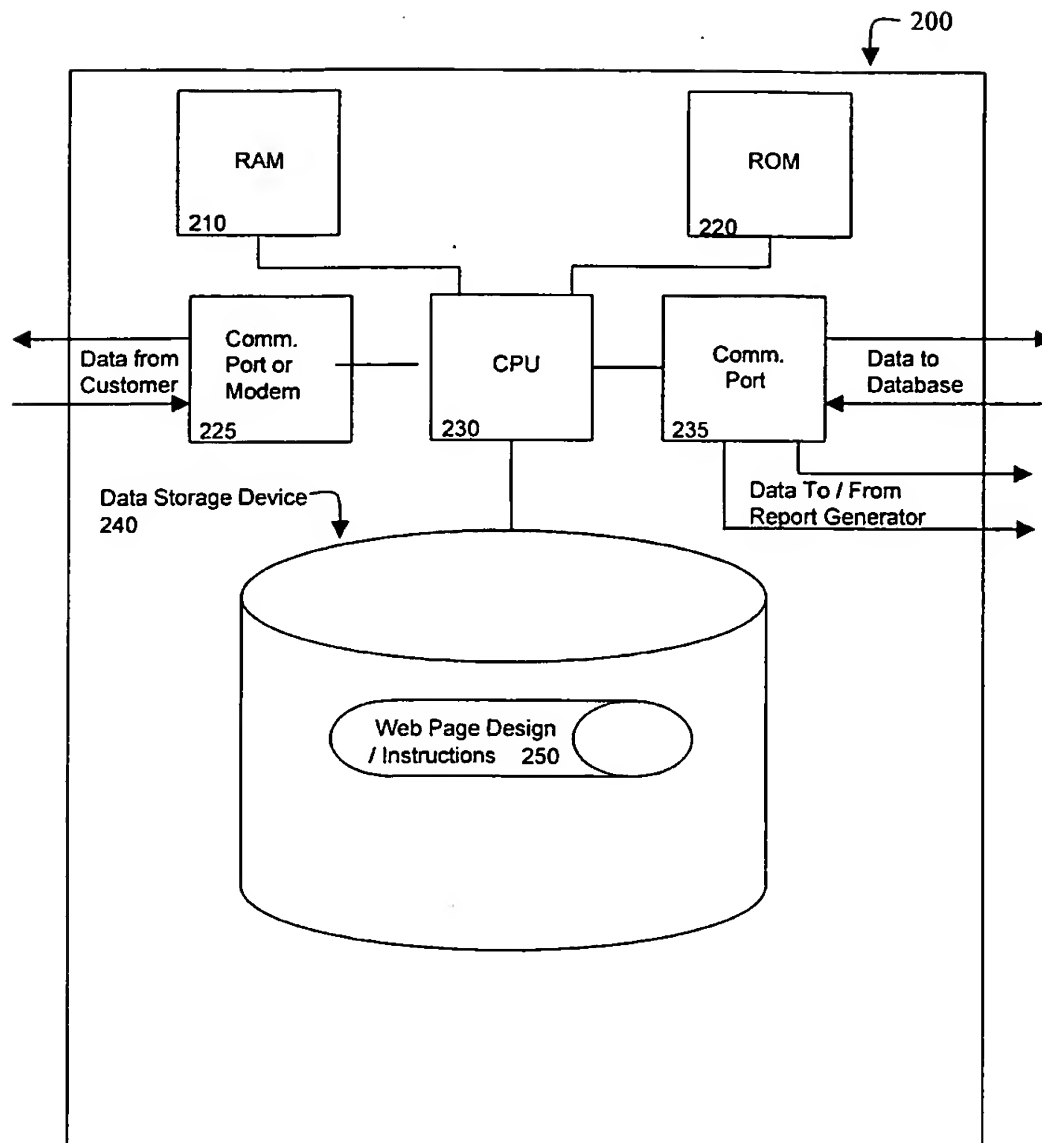 200
RAM
210
ROM
220
Comm.
Port or
Modem
225
CPU
230
Comm.
Port
235
Data from
Customer
Data to
Database
Data To / From
Report Generator
Data Storage Device
240
Web Page Design
/ Instructions 250